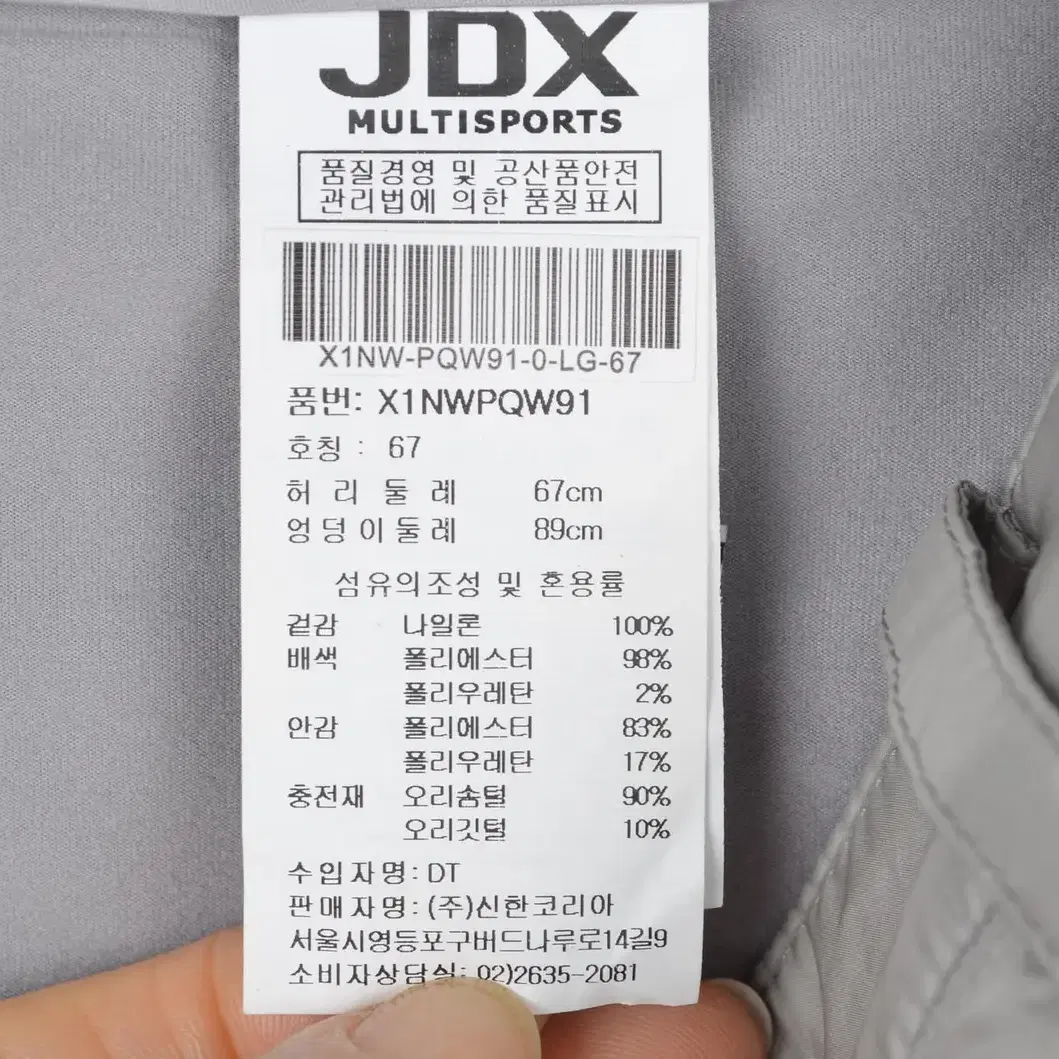 JDX
MULTISPORTS
품질경영 및 공산품안전
관리법에 의한 품질표시
X1NW-PQW91-0-LG-67
품번: X1NWPQW91
호칭 : 67
허리둘레 67cm
엉덩이둘레 89cm
섬유의조성 및 혼용률
겉감 나일론 100%
배색 폴리에스터 98%
폴리우레탄 2%
안감 폴리에스터 83%
폴리우레탄 17%
충전재 오리솜털 90%
오리깃털 10%
수입자명: DT
판매자명: (주)신한코리아
서울시영등포구버드나루로14길9
소비자상담실: 02)2635-2081